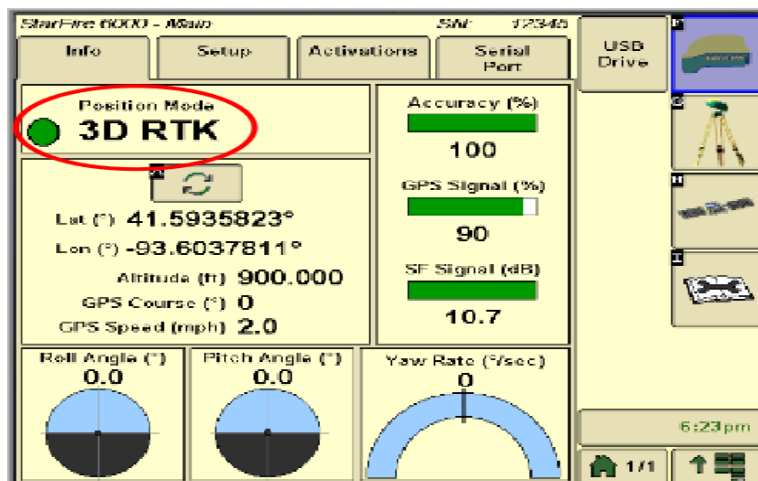 StarFire 6000 - Main
SN: 12345
Info
Setup
Activations
Serial
Port
USB
Drive
F
Position Mode
3D RTK
Accuracy (%)
100
G
A
Lat (°) 41.5935823°
Lon (°) -93.6037811°
Altitude (ft) 900.000
GPS Course (°) 0
GPS Speed (mph) 2.0
GPS Signal (%)
90
H
SF Signal (dB)
10.7
I
Roll Angle (°)
0.0
Pitch Angle (°)
0.0
Yaw Rate (°/sec)
0
6:23pm
1/1